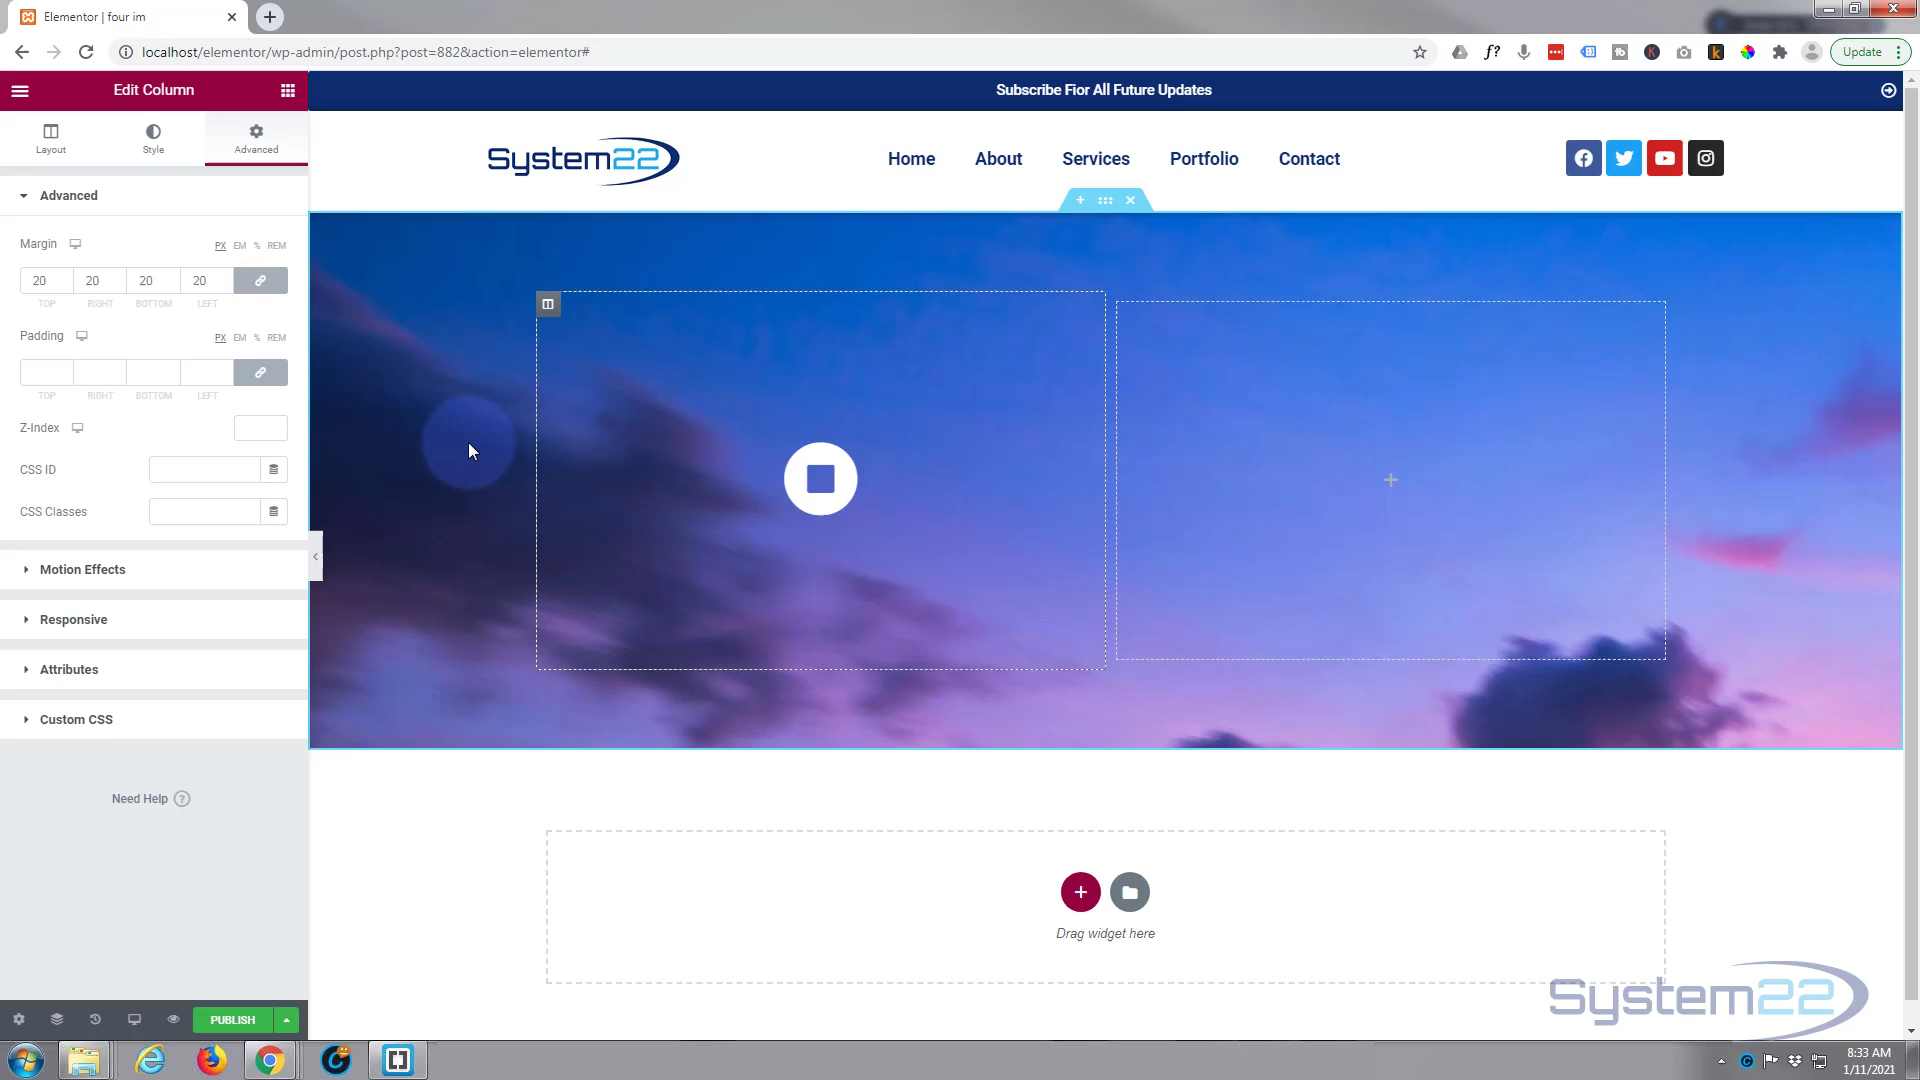 Elementor | four im
localhost/elementor/wp-admin/post.php?post=882&action=elementor#
f?
Update
Edit Column
Subscribe Fior All Future Updates
Layout
Style
Advanced
System22
Home
About
Services
Portfolio
Contact
Advanced
Margin
PX EM % REM
20 20 20 20
TOP RIGHT BOTTOM LEFT
Padding
PX EM % REM
TOP RIGHT BOTTOM LEFT
Z-Index
CSS ID
CSS Classes
Motion Effects
Responsive
Attributes
Custom CSS
Need Help ?
Drag widget here
System22
PUBLISH
8:33 AM
1/11/2021